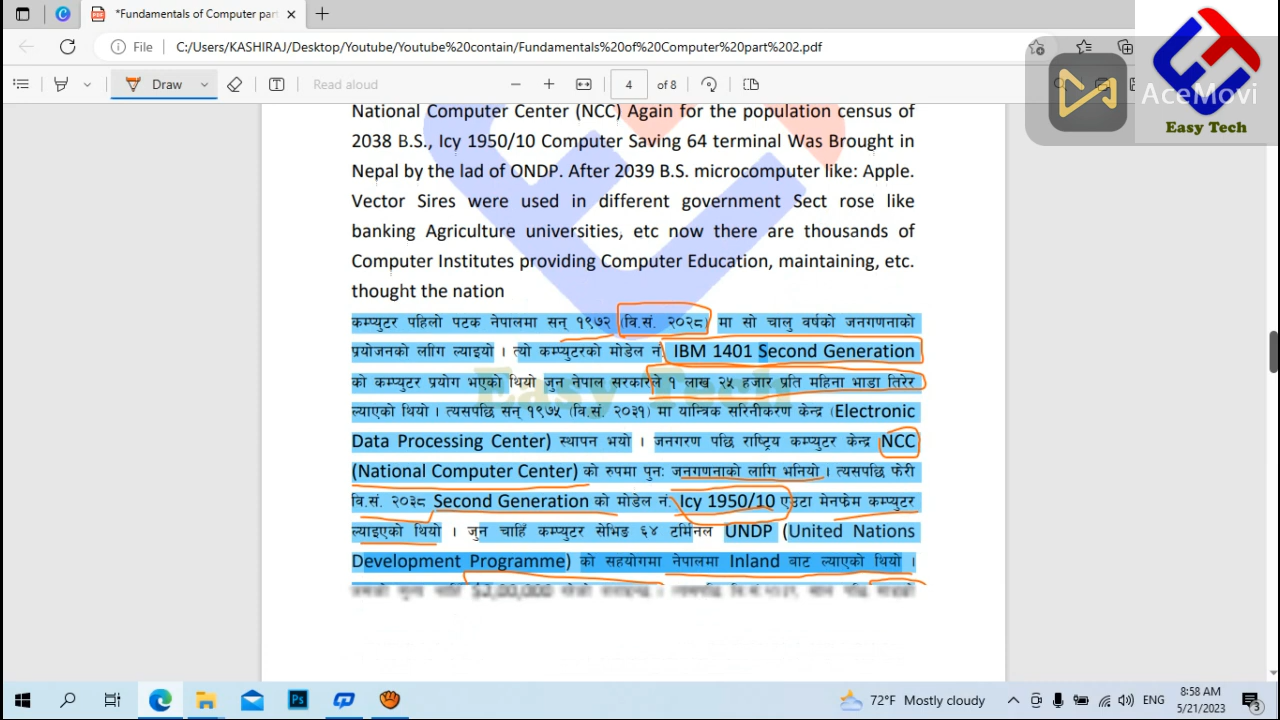 *Fundamentals of Computer part
File
C:/Users/KASHIRAJ/Desktop/Youtube/Youtube%20contain/Fundamentals%20of%20Computer%20part%202.pdf
Draw
Read aloud
4
of 8
AceMovi
Easy Tech
National Computer Center (NCC) Again for the population census of
2038 B.S., Icy 1950/10 Computer Saving 64 terminal Was Brought in
Nepal by the lad of ONDP. After 2039 B.S. microcomputer like: Apple.
Vector Sires were used in different government Sect rose like
banking Agriculture universities, etc now there are thousands of
Computer Institutes providing Computer Education, maintaining, etc.
thought the nation
कम्प्युटर पहिलो पटक नेपालमा सन् १९७२ (वि.सं. २०२८) मा सो चालु वर्षको जनगणनाको
प्रयोजनको लागि ल्याइयो । त्यो कम्प्युटरको मोडेल नं IBM 1401 Second Generation
को कम्प्युटर प्रयोग भएको थियो जुन नेपाल सरकारले १ लाख २५ हजार प्रति महिना भाडा तिरेर
ल्याएको थियो । त्यसपछि सन् १९७५ (वि.सं. २०३१) मा यान्त्रिक सरिनीकरण केन्द्र (Electronic
Data Processing Center) स्थापन भयो । जनगरण पछि राष्ट्रिय कम्प्युटर केन्द्र NCC
(National Computer Center) को रुपमा पुनः जनगणनाको लागि भनियो । त्यसपछि फेरी
वि.सं. २०३८ Second Generation को मोडेल नं. Icy 1950/10 एउटा मेनफ्रेम कम्प्युटर
ल्याइएको थियो । जुन चाहिँ कम्प्युटर सेभिङ ६४ टर्मिनल UNDP (United Nations
Development Programme) को सहयोगमा नेपालमा Inland बाट ल्याएको थियो ।
Easy Tech
72°F Mostly cloudy
ENG
8:58 AM
5/21/2023
3